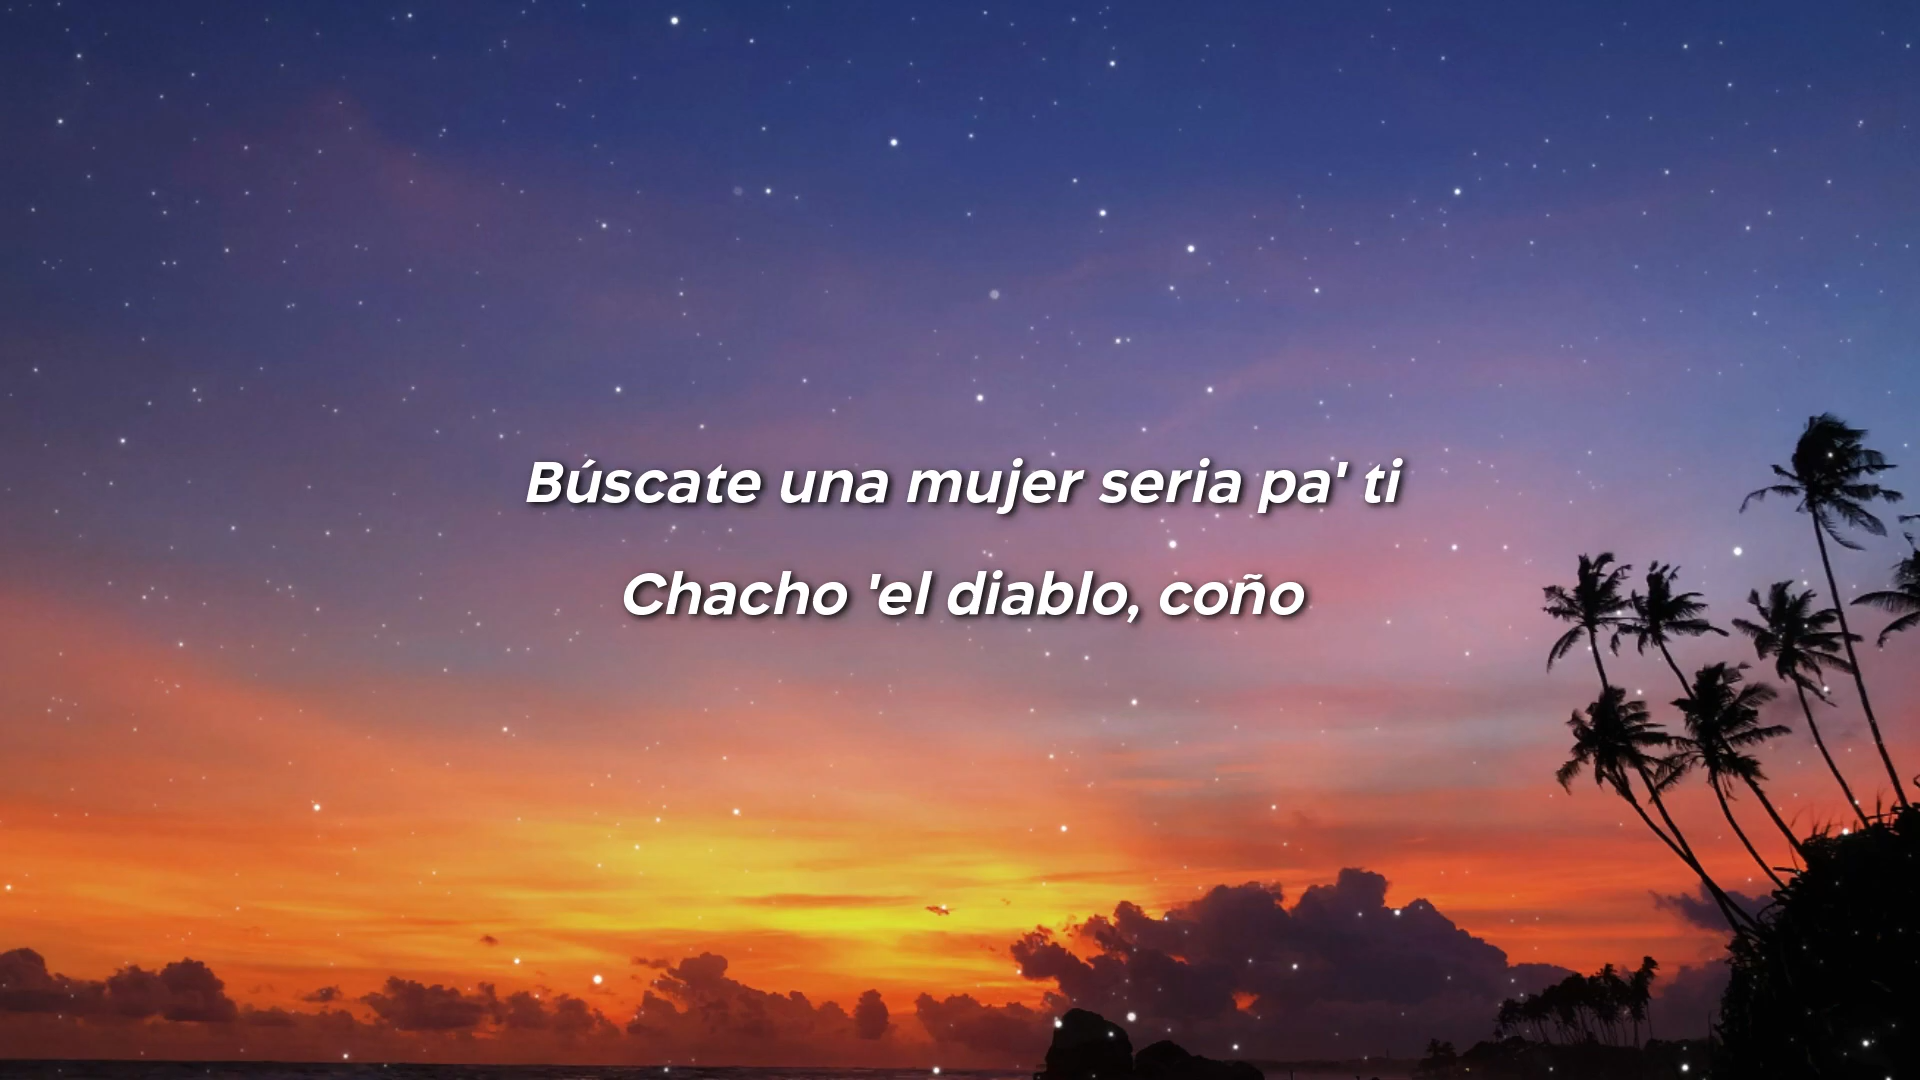 Búscate una mujer seria pa' ti
Chacho 'el diablo, coño